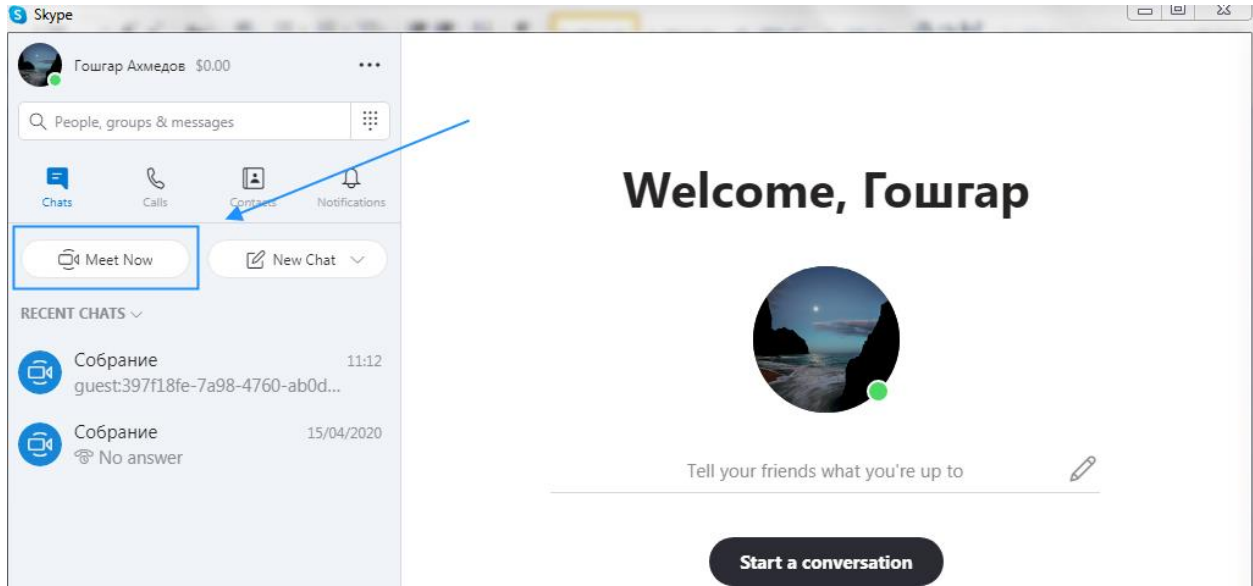 Skype
Гошгар Ахмедов $0.00
People, groups & messages
Chats Calls Contacts Notifications
Meet Now New Chat
RECENT CHATS
Собрание 11:12
guest:397f18fe-7a98-4760-ab0d...
Собрание 15/04/2020
No answer
Welcome, Гошгар
Tell your friends what you're up to
Start a conversation